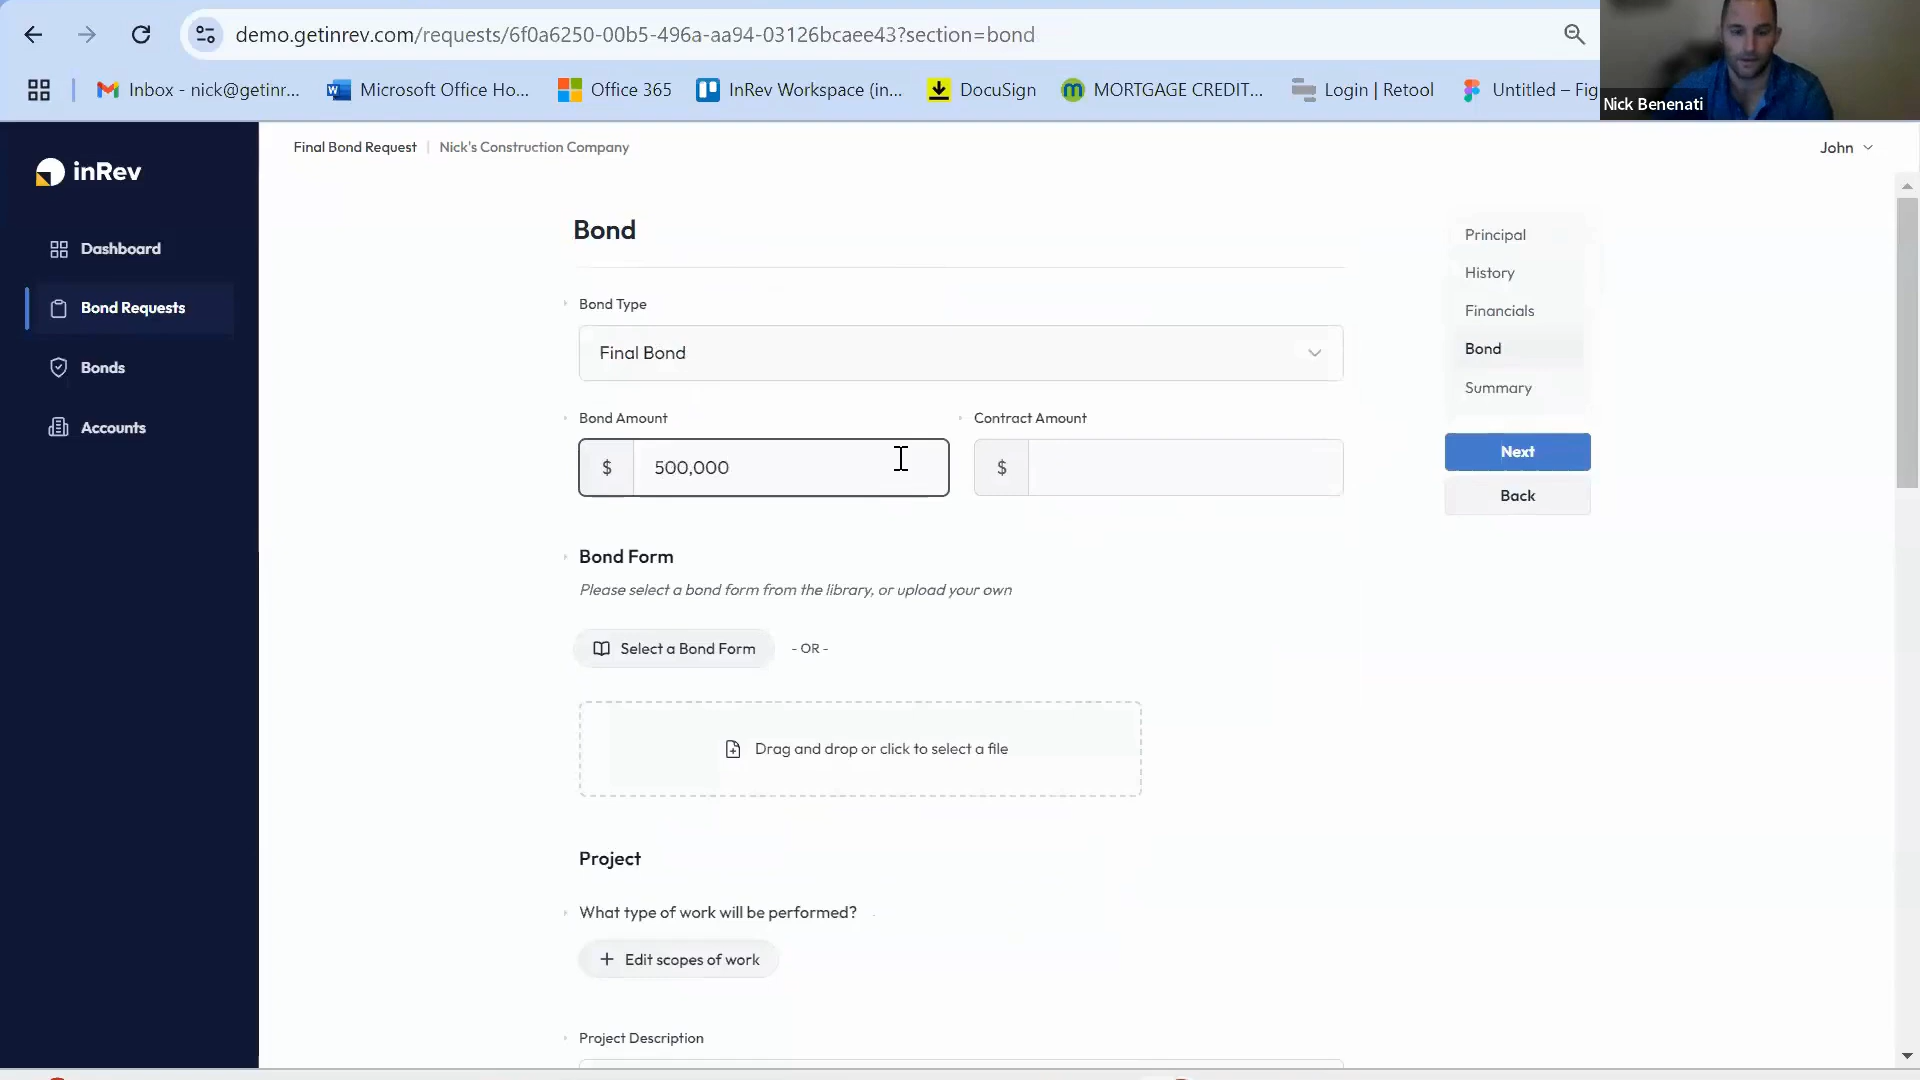 demo.getinrev.com/requests/6f0a6250-00b5-496a-aa94-03126bcaee43?section=bond
Inbox - nick@getinr...
Microsoft Office Ho...
Office 365
InRev Workspace (in...
DocuSign
MORTGAGE CREDIT...
Login | Retool
Untitled – Fig
Nick Benenati
inRev
Final Bond Request | Nick's Construction Company
John
Dashboard
Bond Requests
Bonds
Accounts
Bond
Bond Type
Final Bond
Bond Amount
Contract Amount
$ 500,000
$
Bond Form
Please select a bond form from the library, or upload your own
Select a Bond Form
- OR -
Drag and drop or click to select a file
Project
What type of work will be performed?
+ Edit scopes of work
Project Description
Principal
History
Financials
Bond
Summary
Next
Back